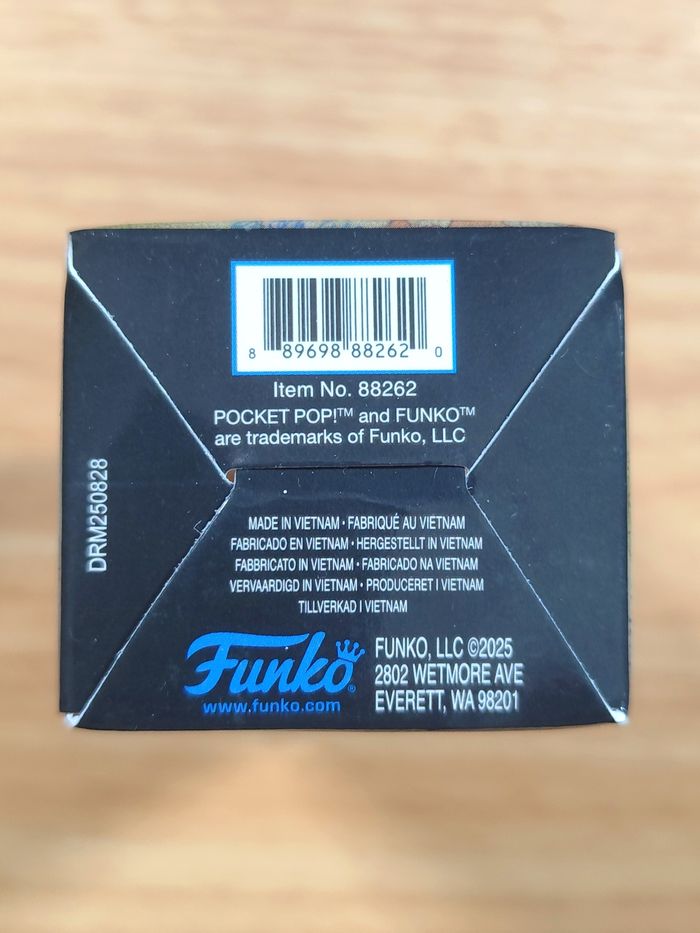 8 89698 88262 0
Item No. 88262
POCKET POP!™ and FUNKO™
are trademarks of Funko, LLC
DRM250828
MADE IN VIETNAM • FABRIQUÉ AU VIETNAM
FABRICADO EN VIETNAM • HERGESTELLT IN VIETNAM
FABBRICATO IN VIETNAM • FABRICADO NA VIETNAM
VERVAARDIGD IN VIETNAM • PRODUCERET I VIETNAM
TILLVERKAD I VIETNAM
Funko®
www.funko.com
FUNKO, LLC ©2025
2802 WETMORE AVE
EVERETT, WA 98201